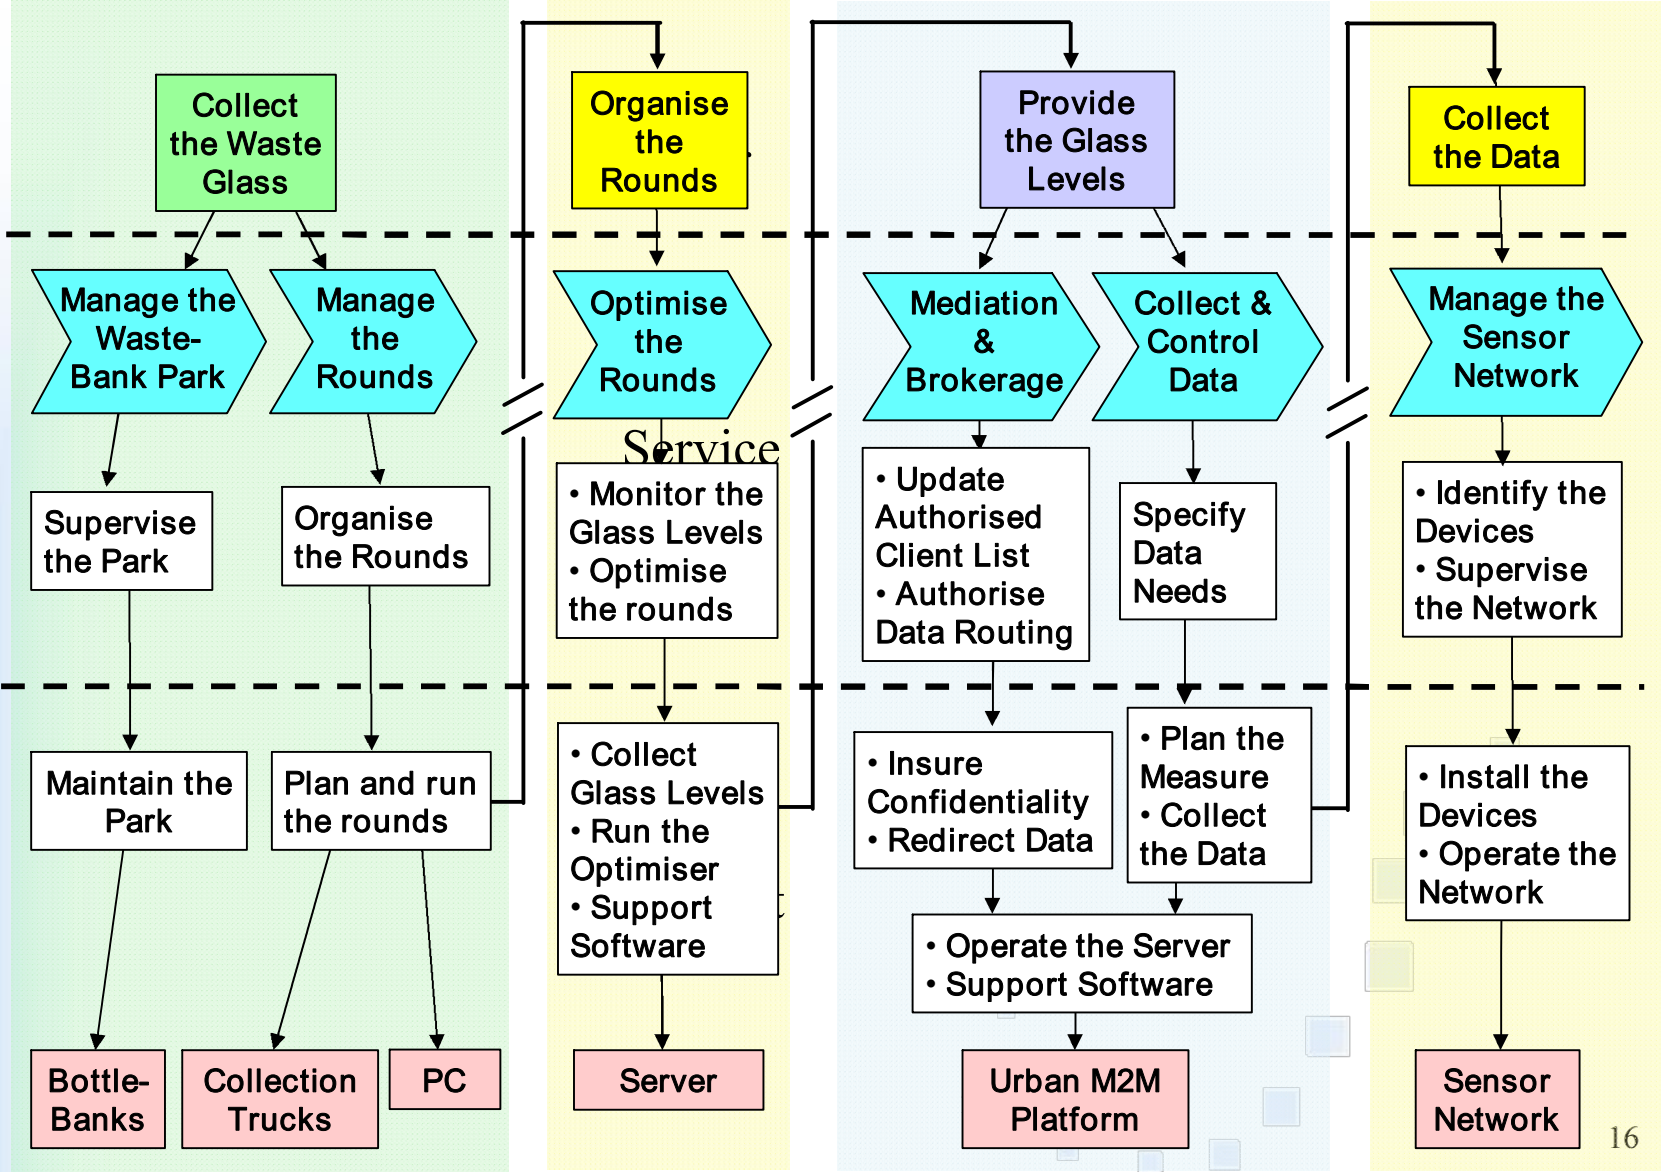 Collect
the Waste
Glass
Organise
the
Rounds
Provide
the Glass
Levels
Collect
the Data
Manage the
Waste-
Bank Park
Manage
the
Rounds
Optimise
the
Rounds
Mediation
&
Brokerage
Collect &
Control
Data
Manage the
Sensor
Network
Service
Supervise
the Park
Organise
the Rounds
• Monitor the
Glass Levels
• Optimise
the rounds
• Update
Authorised
Client List
• Authorise
Data Routing
Specify
Data
Needs
• Identify the
Devices
• Supervise
the Network
Maintain the
Park
Plan and run
the rounds
• Collect
Glass Levels
• Run the
Optimiser
• Support
Software
• Insure
Confidentiality
• Redirect Data
• Plan the
Measure
• Collect
the Data
• Install the
Devices
• Operate the
Network
• Operate the Server
• Support Software
Bottle-
Banks
Collection
Trucks
PC
Server
Urban M2M
Platform
Sensor
Network
16